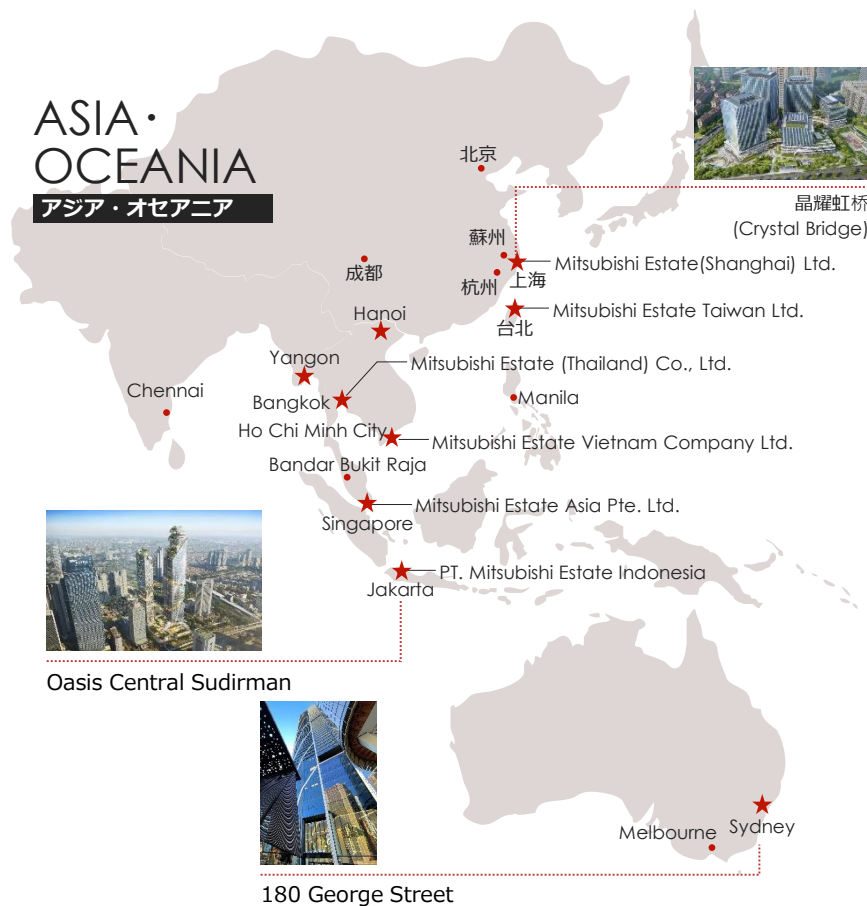 ASIA・
OCEANIA
アジア・オセアニア
北京
晶耀虹桥
(Crystal Bridge)
蘇州
成都
杭州
上海
Mitsubishi Estate(Shanghai) Ltd.
Hanoi
台北
Mitsubishi Estate Taiwan Ltd.
Yangon
Mitsubishi Estate (Thailand) Co., Ltd.
Chennai
Bangkok
Manila
Ho Chi Minh City
Mitsubishi Estate Vietnam Company Ltd.
Bandar Bukit Raja
Mitsubishi Estate Asia Pte. Ltd.
Singapore
PT. Mitsubishi Estate Indonesia
Jakarta
Oasis Central Sudirman
Melbourne
Sydney
180 George Street